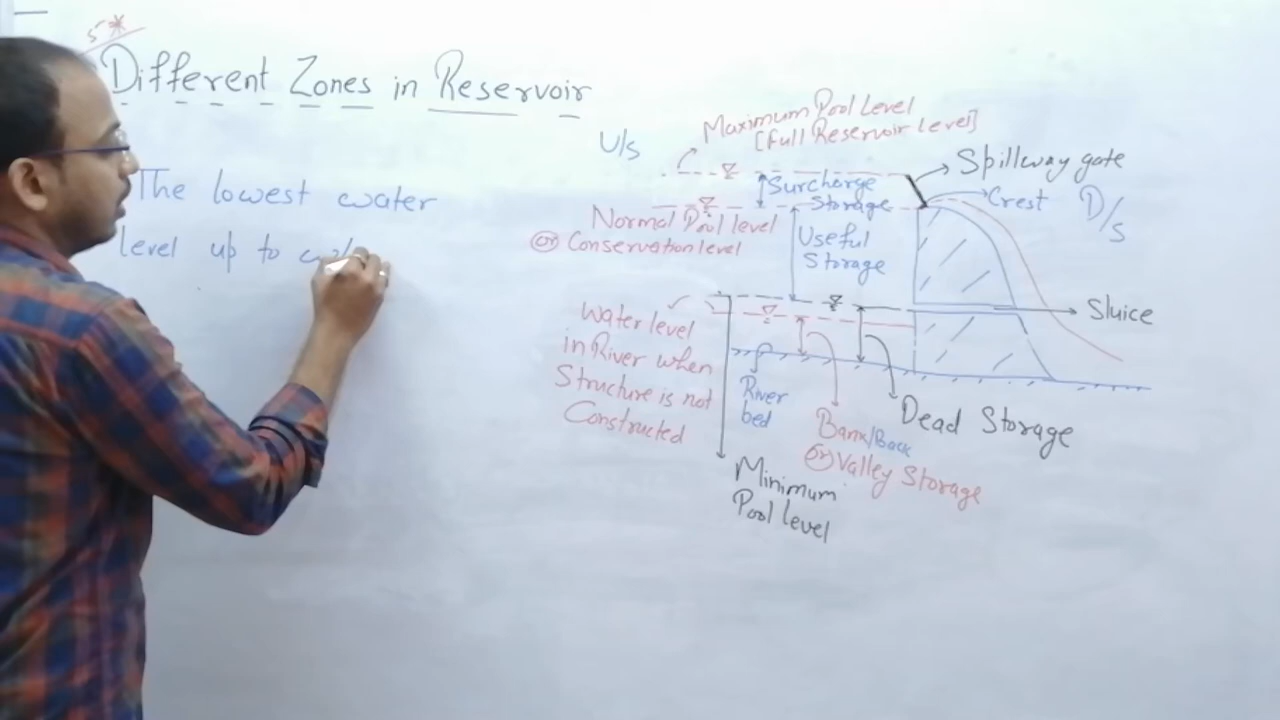 5*
Different Zones in Reservoir
The lowest water
level up to
U/s
Maximum Pool Level
[Full Reservoir Level]
Spillway gate
Surcharge
Storage
Crest
D/s
Normal Pool level
or Conservation level
Useful
Storage
Sluice
Water level
in River when
Structure is not
Constructed
River
bed
Bank/Back
or Valley Storage
Dead Storage
Minimum
Pool level